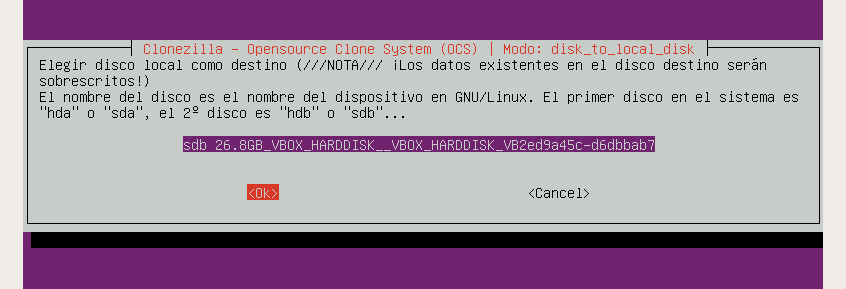 Clonezilla - Opensource Clone System (OCS) | Modo: disk_to_local_disk
Elegir disco local como destino (///NOTA/// ¡Los datos existentes en el disco destino serán
sobrescritos!)
El nombre del disco es el nombre del dispositivo en GNU/Linux. El primer disco en el sistema es
"hda" o "sda", el 2º disco es "hdb" o "sdb"...
sdb 26.8GB_VBOX_HARDDISK__VBOX_HARDDISK_VB2ed9a45c-d6dbbab7
<Ok> <Cancel>